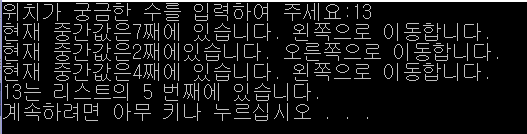 위치가 궁금한 수를 입력하여 주세요:13
현재 중간값은7째에 있습니다. 왼쪽으로 이동합니다.
현재 중간값은2째에있습니다. 오른쪽으로 이동합니다.
현재 중간값은4째에 있습니다. 왼쪽으로 이동합니다.
13는 리스트의 5 번째에 있습니다.
계속하려면 아무 키나 누르십시오 . . .